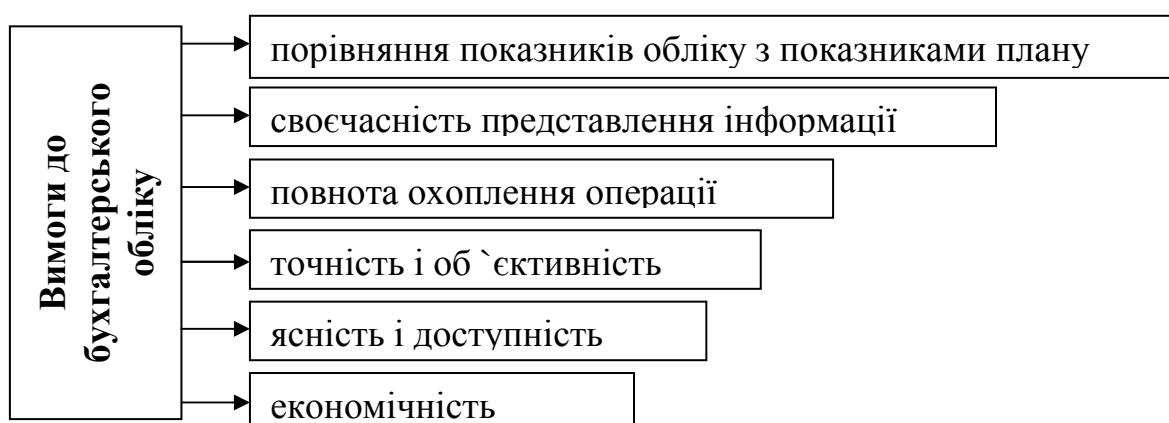 Вимоги до
бухгалтерського
обліку
порівняння показників обліку з показниками плану
своєчасність представлення інформації
повнота охоплення операції
точність і об `єктивність
ясність і доступність
економічність